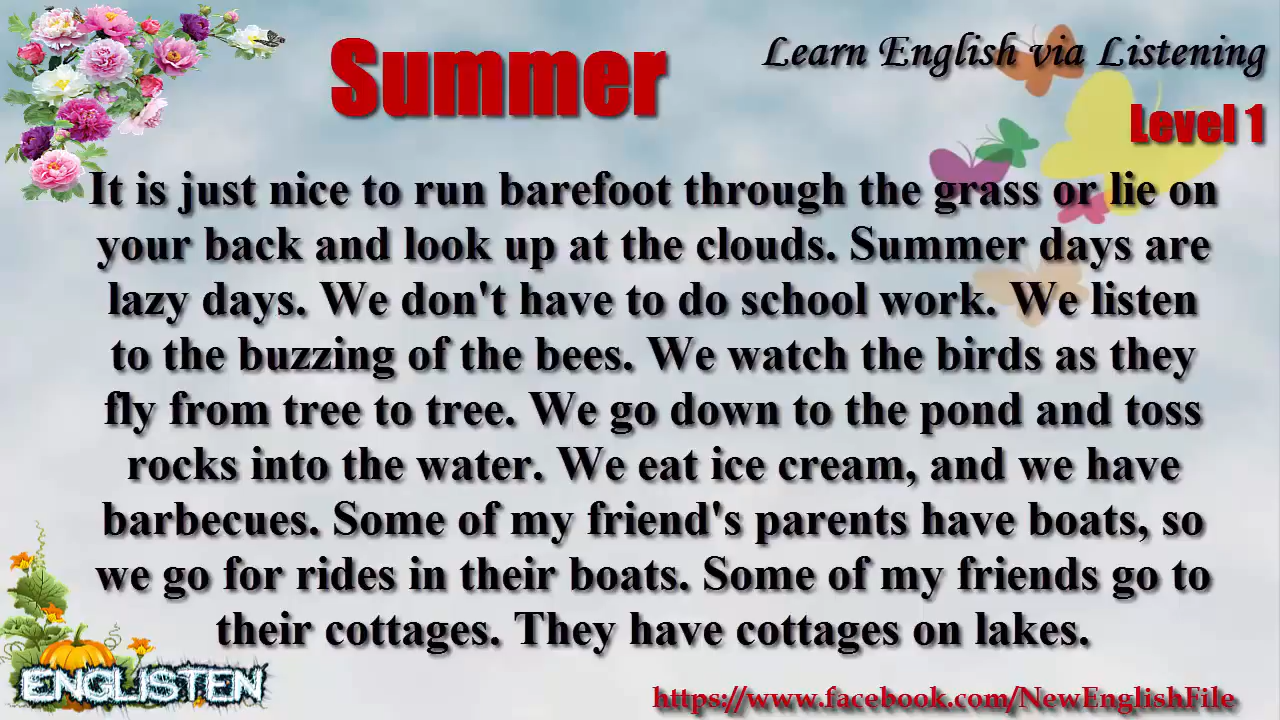 Summer
Learn English via Listening
Level 1
It is just nice to run barefoot through the grass or lie on
your back and look up at the clouds. Summer days are
lazy days. We don't have to do school work. We listen
to the buzzing of the bees. We watch the birds as they
fly from tree to tree. We go down to the pond and toss
rocks into the water. We eat ice cream, and we have
barbecues. Some of my friend's parents have boats, so
we go for rides in their boats. Some of my friends go to
their cottages. They have cottages on lakes.
ENGLISTEN
https://www.facebook.com/NewEnglishFile